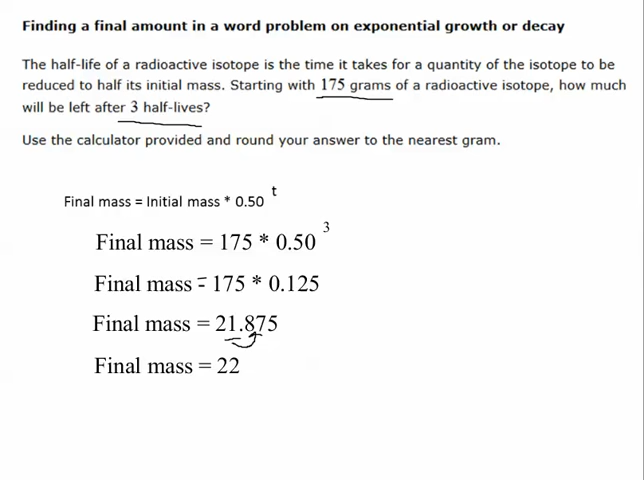 Finding a final amount in a word problem on exponential growth or decay
The half-life of a radioactive isotope is the time it takes for a quantity of the isotope to be
reduced to half its initial mass. Starting with 175 grams of a radioactive isotope, how much
will be left after 3 half-lives?
Use the calculator provided and round your answer to the nearest gram.
Final mass = Initial mass * 0.50 t
Final mass = 175 * 0.50 3
Final mass = 175 * 0.125
Final mass = 21.875
Final mass = 22